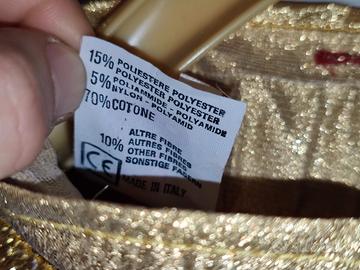 15% POLIESTERE POLYESTER
POLYESTER POLYESTER
5% POLIAMMIDE - POLYAMIDE
NYLON - POLYAMID
70% COTONE
ALTRE FIBRE
AUTRES FIBRES
10% OTHER FIBRES
SONSTIGE FASERN
CE
MADE IN ITALY